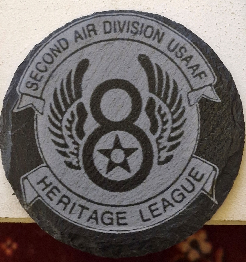 SECOND AIR DIVISION USAAF
8
HERITAGE LEAGUE